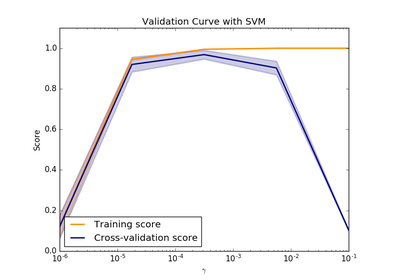 Validation Curve with SVM
1.0
0.8
0.6
0.4
0.2
0.0
Score
Training score
Cross-validation score
10⁻⁶
10⁻⁵
10⁻⁴
10⁻³
10⁻²
10⁻¹
γ